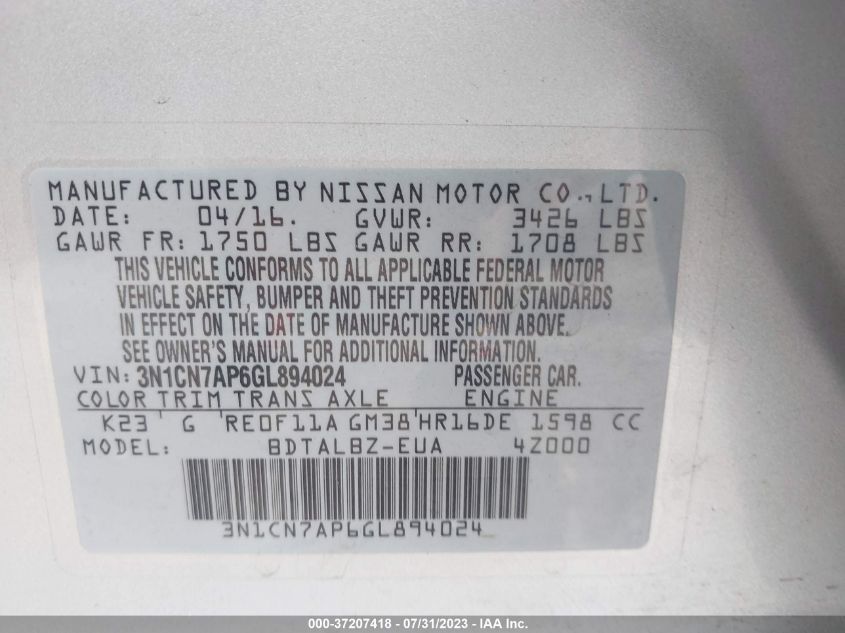 MANUFACTURED BY NISSAN MOTOR CO., LTD.
DATE: 04/16. GVWR: 3426 LBS
GAWR FR: 1750 LBS GAWR RR: 1708 LBS
THIS VEHICLE CONFORMS TO ALL APPLICABLE FEDERAL MOTOR
VEHICLE SAFETY, BUMPER AND THEFT PREVENTION STANDARDS
IN EFFECT ON THE DATE OF MANUFACTURE SHOWN ABOVE.
SEE OWNER'S MANUAL FOR ADDITIONAL INFORMATION.
VIN: 3N1CN7AP6GL894024 PASSENGER CAR.
COLOR TRIM TRANS AXLE ENGINE
K23 G RE0F11A GM38 HR16DE 1598 CC
MODEL: BDTALBZ-EUA 4Z000
3N1CN7AP6GL894024
000-37207418 - 07/31/2023 - IAA Inc.